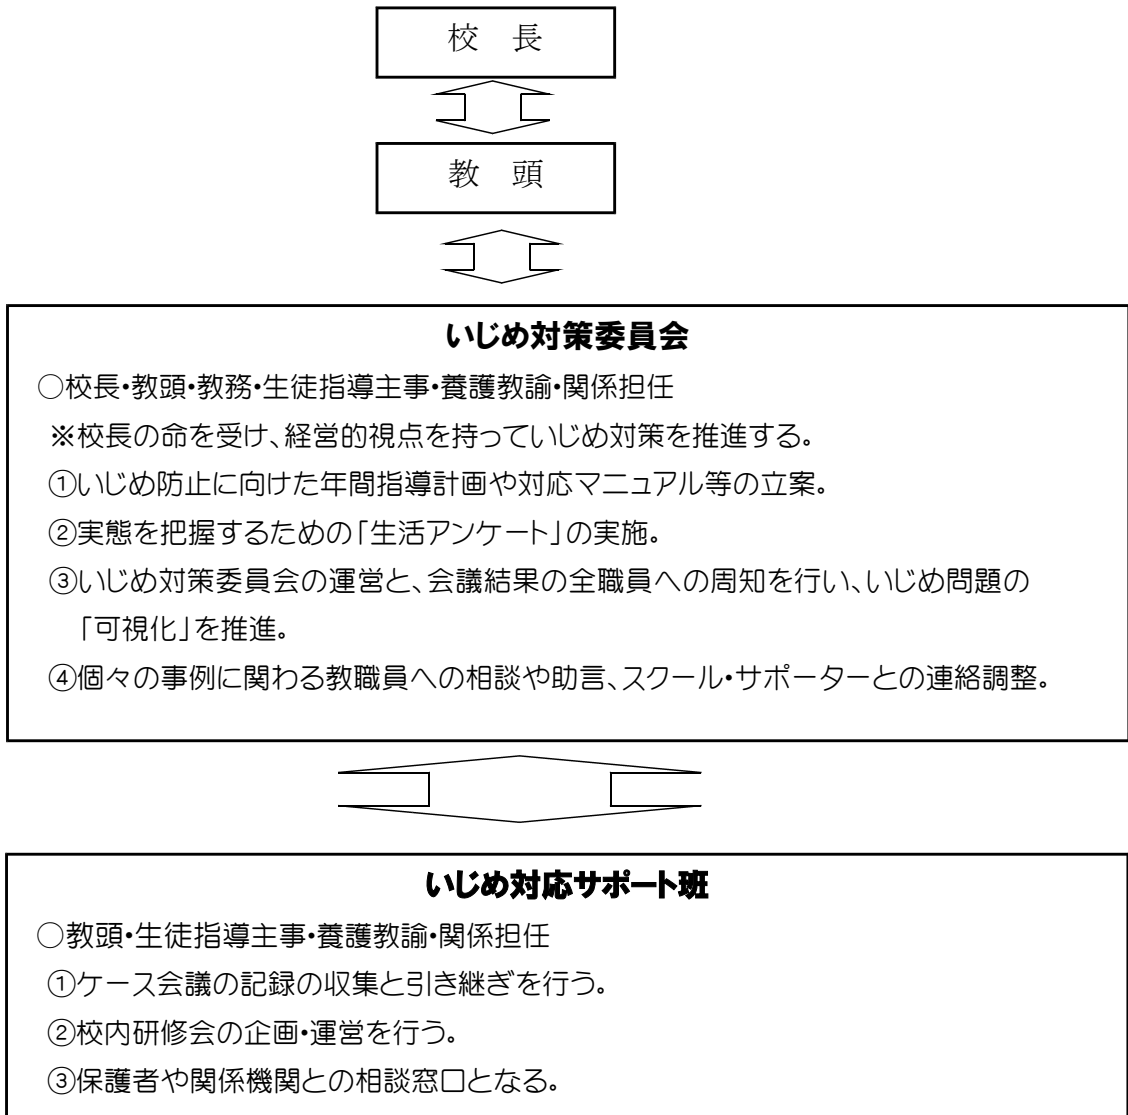 校　長
教　頭
いじめ対策委員会
○校長・教頭・教務・生徒指導主事・養護教諭・関係担任
※校長の命を受け、経営的視点を持っていじめ対策を推進する。
①いじめ防止に向けた年間指導計画や対応マニュアル等の立案。
②実態を把握するための「生活アンケート」の実施。
③いじめ対策委員会の運営と、会議結果の全職員への周知を行い、いじめ問題の
「可視化」を推進。
④個々の事例に関わる教職員への相談や助言、スクール・サポーターとの連絡調整。
いじめ対応サポート班
○教頭・生徒指導主事・養護教諭・関係担任
①ケース会議の記録の収集と引き継ぎを行う。
②校内研修会の企画・運営を行う。
③保護者や関係機関との相談窓口となる。